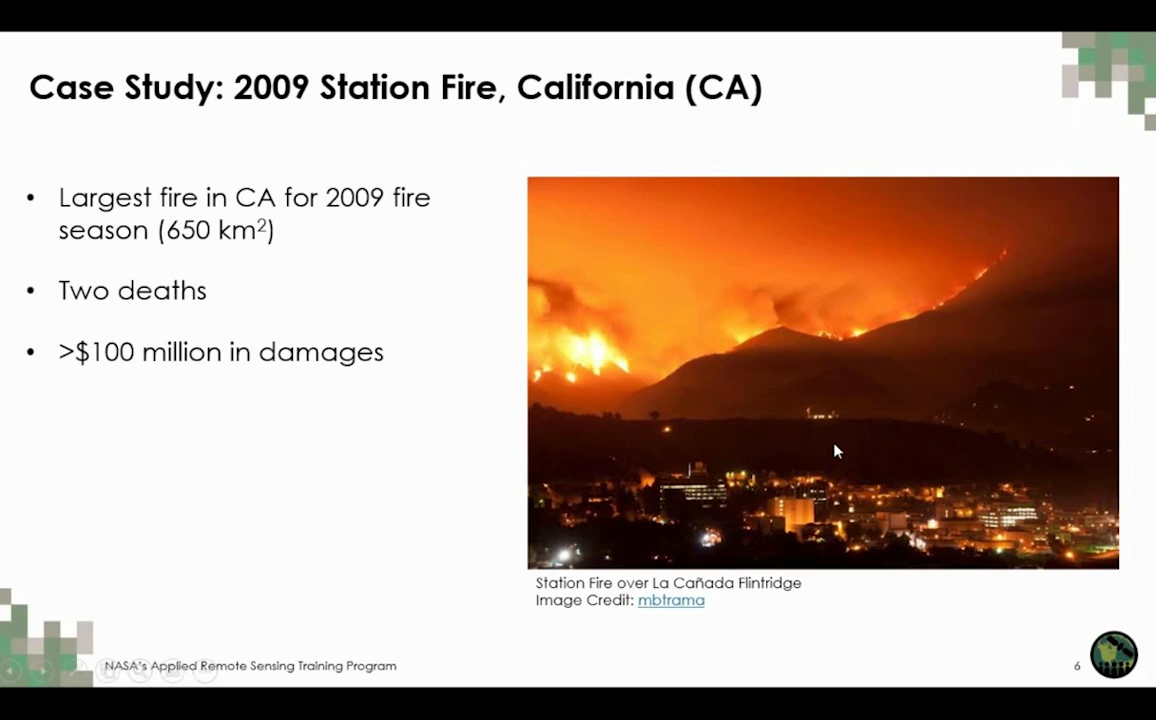 Case Study: 2009 Station Fire, California (CA)
• Largest fire in CA for 2009 fire
season (650 km²)
• Two deaths
• >$100 million in damages
Station Fire over La Cañada Flintridge
Image Credit: mbtrama
NASA's Applied Remote Sensing Training Program
6